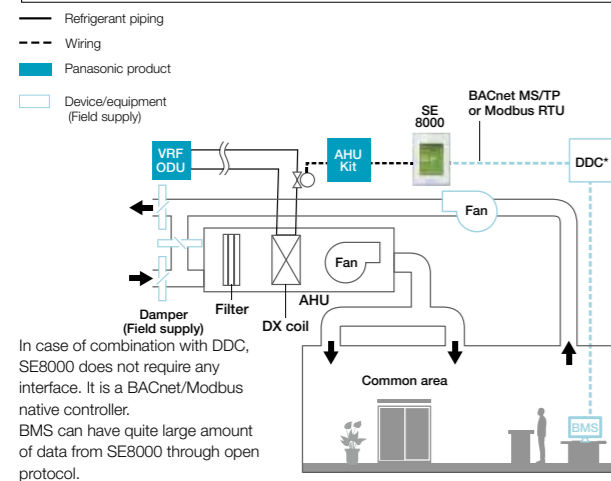 Refrigerant piping
Wiring
Panasonic product
Device/equipment
(Field supply)
BACnet MS/TP
or Modbus RTU
SE
8000
VRF
ODU
AHU
Kit
DDC*
Fan
Fan
AHU
Filter
DX coil
Damper
(Field supply)
In case of combination with DDC,
SE8000 does not require any
interface. It is a BACnet/Modbus
native controller.
BMS can have quite large amount
of data from SE8000 through open
protocol.
Common area
BMS